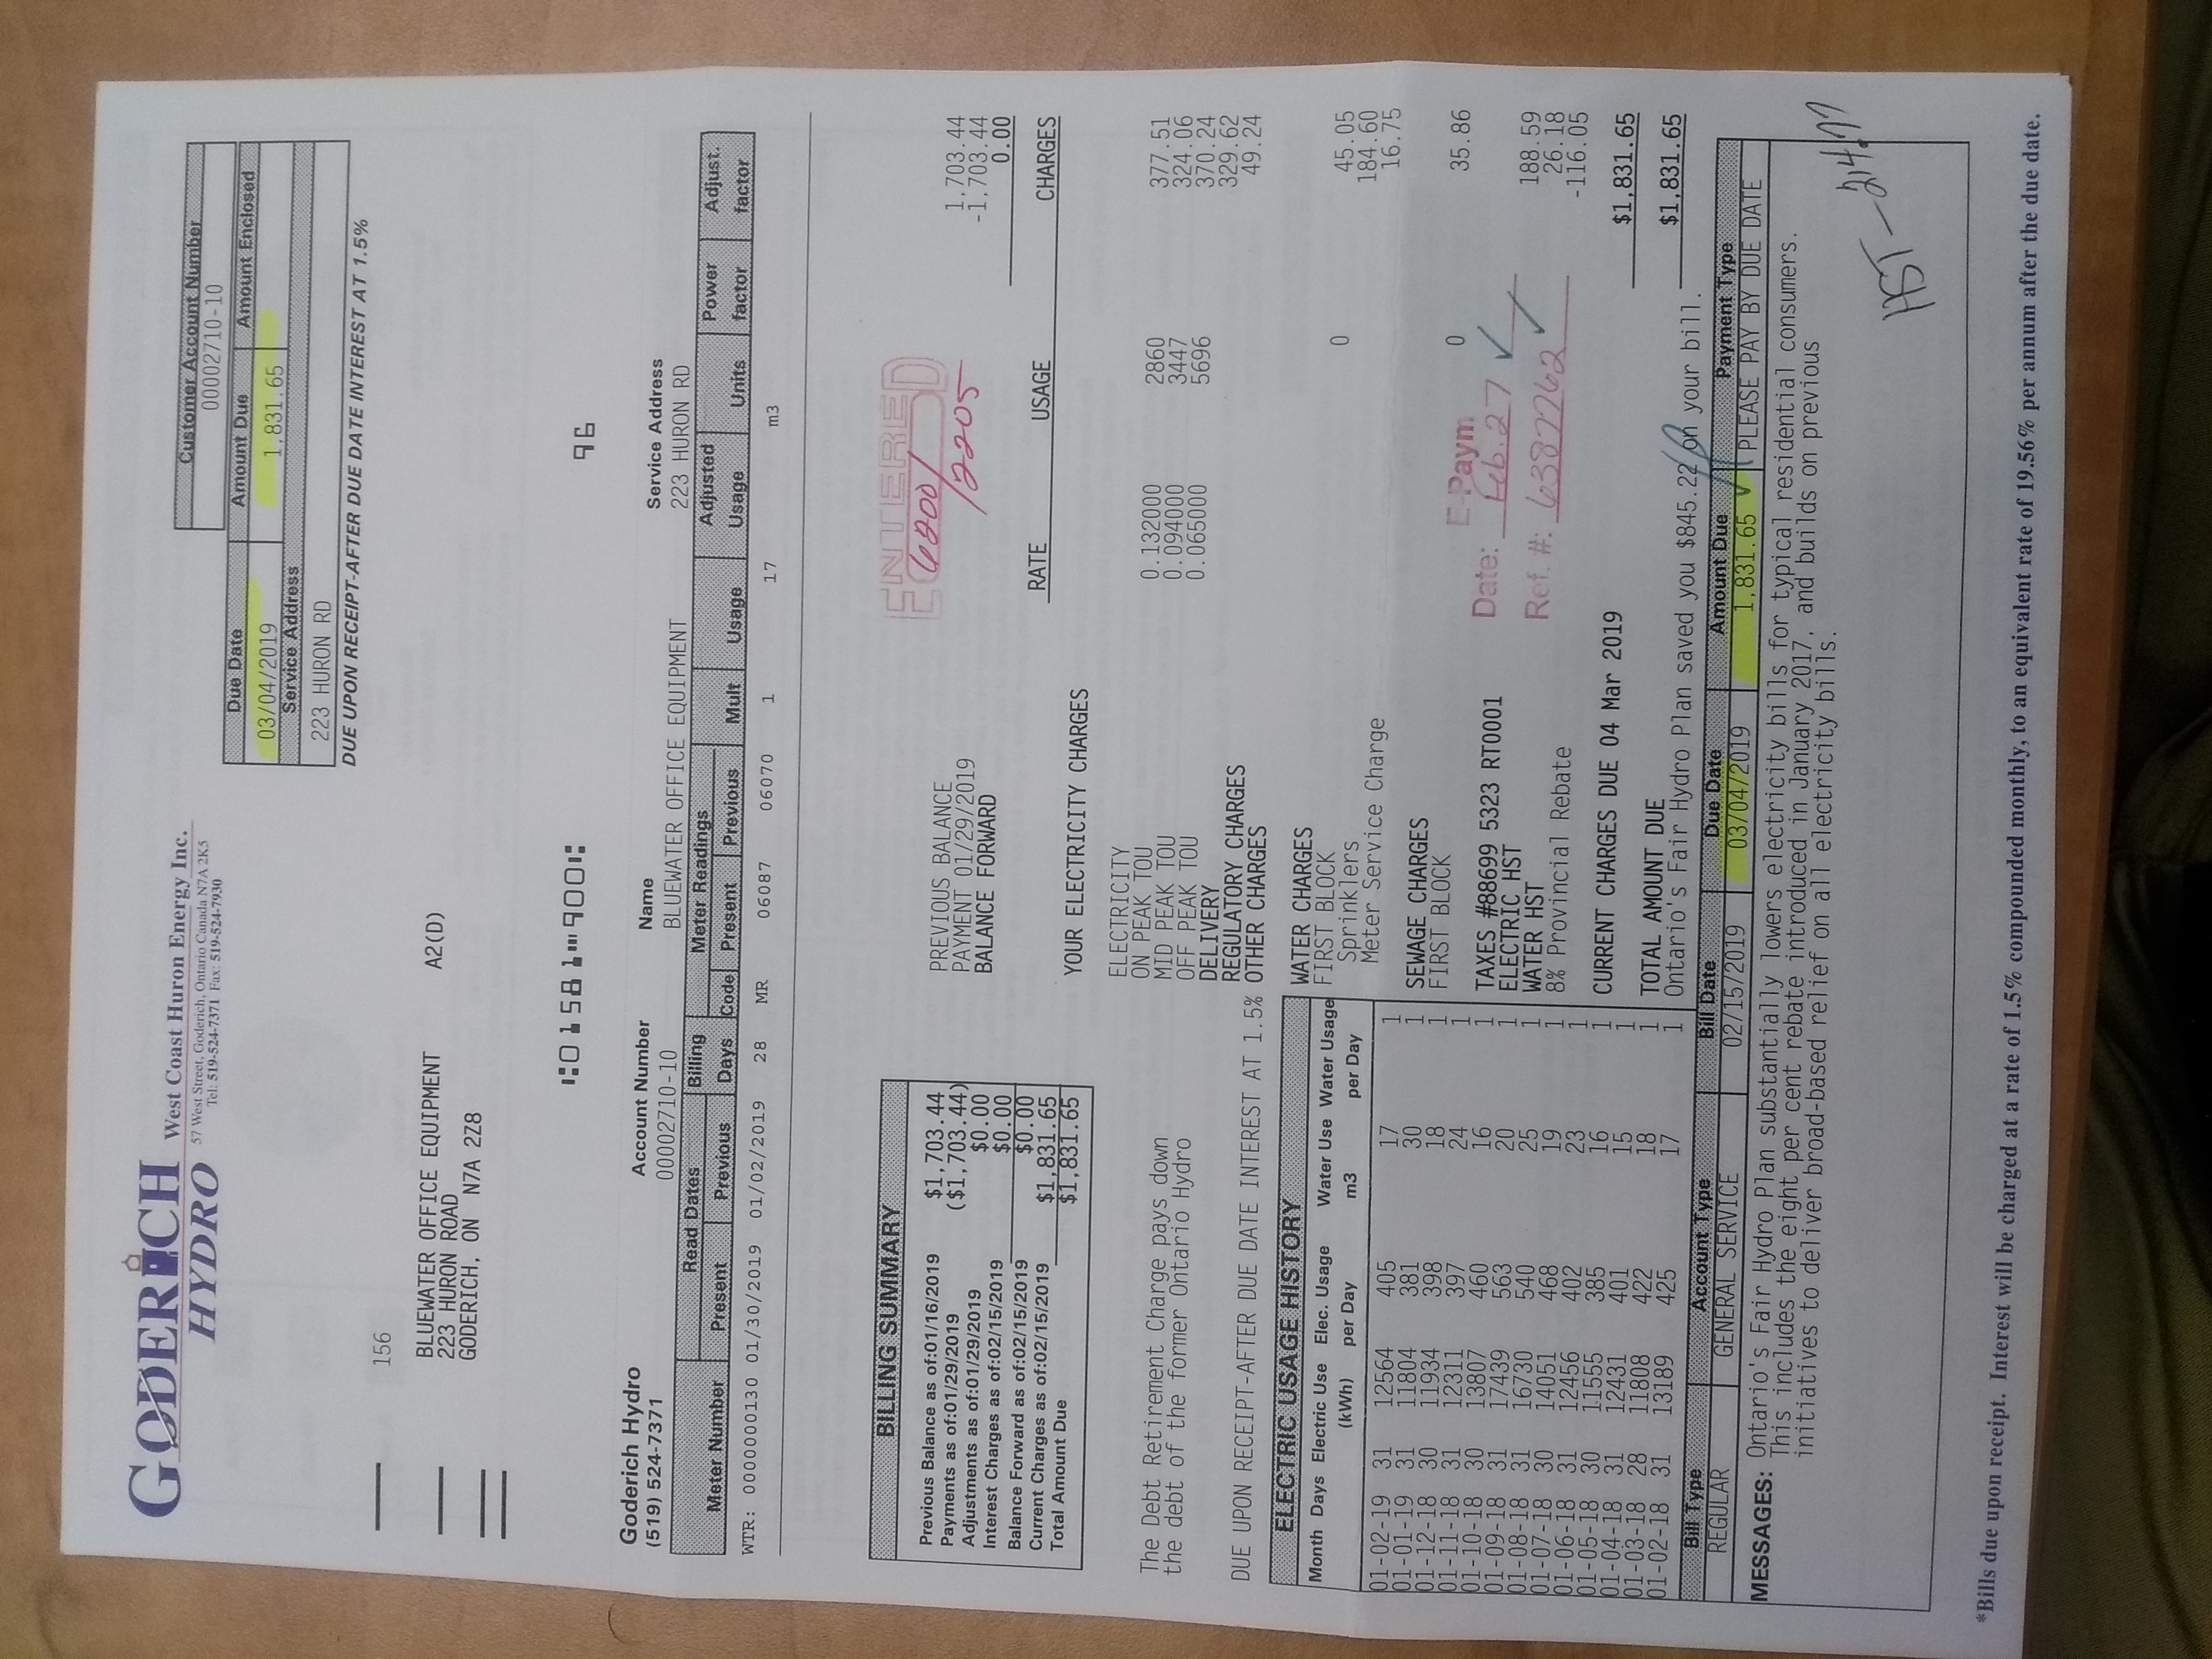 GODERICH West Coast Huron Energy Inc.
HYDRO 57 West Street, Goderich, Ontario Canada N7A 2K5
Tel: 519-524-7371 Fax: 519-524-7930
Customer Account Number
00002710-10
Due Date Amount Due Amount Enclosed
03/04/2019 1,831.65
Service Address
223 HURON RD
DUE UPON RECEIPT-AFTER DUE DATE INTEREST AT 1.5%
156
BLUEWATER OFFICE EQUIPMENT A2(D)
223 HURON ROAD
GODERICH, ON N7A 2Z8
⑆01581⑉900⑆ 96
Goderich Hydro Account Number Name Service Address
(519) 524-7371 00002710-10 BLUEWATER OFFICE EQUIPMENT 223 HURON RD
Meter Number Read Dates Billing Meter Readings Mult Usage Adjusted Units Power Adjust.
Present Previous Days Code Present Previous Usage factor factor
WTR: 0000000130 01/30/2019 01/02/2019 28 MR 06087 06070 1 17 m3
BILLING SUMMARY
Previous Balance as of:01/16/2019 $1,703.44
Payments as of:01/29/2019 ($1,703.44)
Adjustments as of:01/29/2019 $0.00
Interest Charges as of:02/15/2019 $0.00
Balance Forward as of:02/15/2019 $0.00
Current Charges as of:02/15/2019 $1,831.65
Total Amount Due $1,831.65
The Debt Retirement Charge pays down
the debt of the former Ontario Hydro
DUE UPON RECEIPT-AFTER DUE DATE INTEREST AT 1.5%
ENTERED
6200/2205
PREVIOUS BALANCE 1,703.44
PAYMENT 01/29/2019 -1,703.44
BALANCE FORWARD 0.00
RATE USAGE CHARGES
YOUR ELECTRICITY CHARGES
ELECTRICITY
ON PEAK TOU 0.132000 2860 377.51
MID PEAK TOU 0.094000 3447 324.06
OFF PEAK TOU 0.065000 5696 370.24
DELIVERY 329.62
REGULATORY CHARGES 49.24
OTHER CHARGES
WATER CHARGES
FIRST BLOCK 0 45.05
Sprinklers 184.60
Meter Service Charge 16.75
SEWAGE CHARGES
FIRST BLOCK 0 35.86
TAXES #88699 5323 RT0001
ELECTRIC HST 188.59
WATER HST 26.18
8% Provincial Rebate -116.05
E-Paym
Date: Feb.27
Ref. #: 6387262
CURRENT CHARGES DUE 04 Mar 2019 $1,831.65
TOTAL AMOUNT DUE $1,831.65
Ontario's Fair Hydro Plan saved you $845.22 on your bill.
ELECTRIC USAGE HISTORY
Month Days Electric Use Elec. Usage Water Use Water Usage
(kWh) per Day m3 per Day
01-02-19 31 12564 405 17 1
01-01-19 31 11804 381 30 1
01-12-18 30 11934 398 18 1
01-11-18 31 12311 397 24 1
01-10-18 30 13807 460 16 1
01-09-18 31 17439 563 20 1
01-08-18 31 16730 540 25 1
01-07-18 30 14051 468 19 1
01-06-18 31 12456 402 23 1
01-05-18 30 11555 385 16 1
01-04-18 31 12431 401 15 1
01-03-18 28 11808 422 18 1
01-02-18 31 13189 425 17 1
Bill Type Account Type Bill Date Due Date Amount Due Payment Type
REGULAR GENERAL SERVICE 02/15/2019 03/04/2019 1,831.65 PLEASE PAY BY DUE DATE
MESSAGES: Ontario's Fair Hydro Plan substantially lowers electricity bills for typical residential consumers.
This includes the eight per cent rebate introduced in January 2017, and builds on previous
initiatives to deliver broad-based relief on all electricity bills.
HST - 214.77
*Bills due upon receipt. Interest will be charged at a rate of 1.5% compounded monthly, to an equivalent rate of 19.56% per annum after the due date.